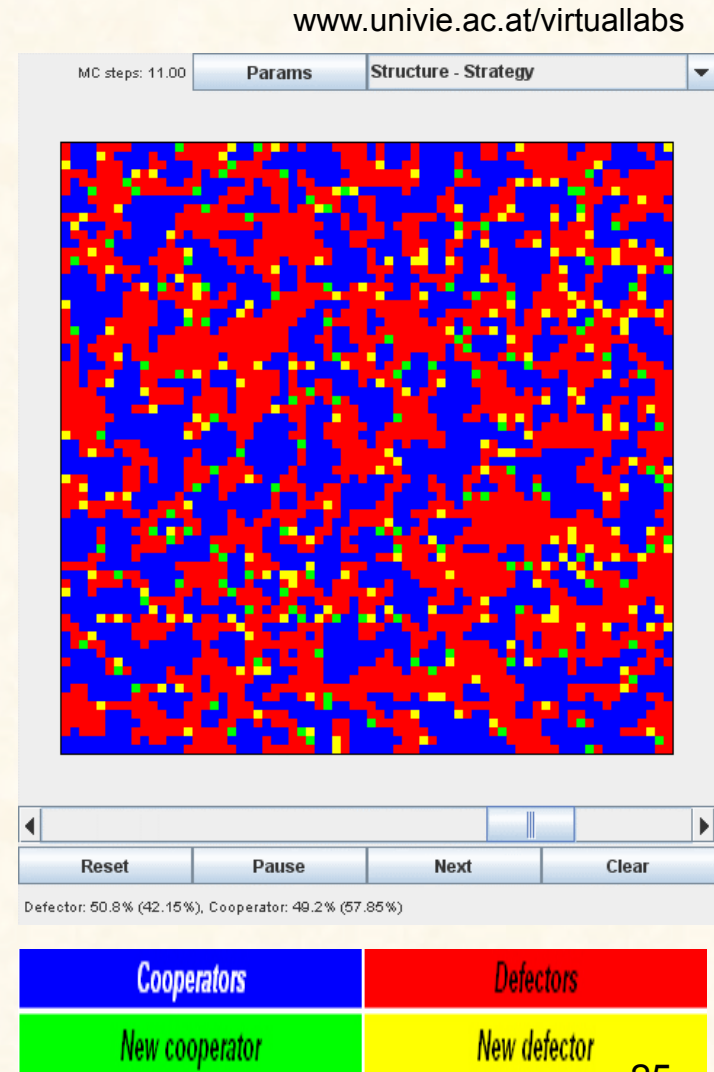 www.univie.ac.at/virtuallabs
MC steps: 11.00 Params Structure - Strategy
Reset Pause Next Clear
Defector: 50.8% (42.15%), Cooperator: 49.2% (57.85%)
Cooperators Defectors
New cooperator New defector